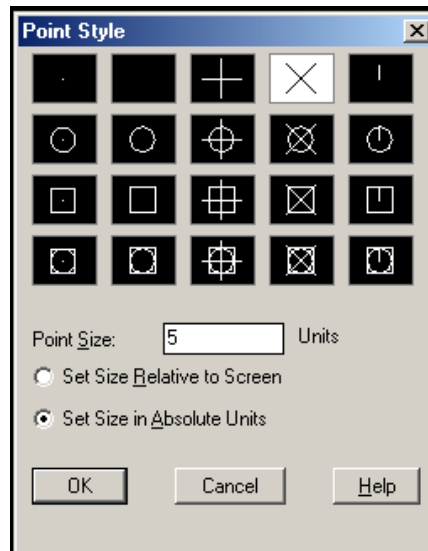 Point Style
Point Size: 5 Units
Set Size Relative to Screen
Set Size in Absolute Units
OK Cancel Help